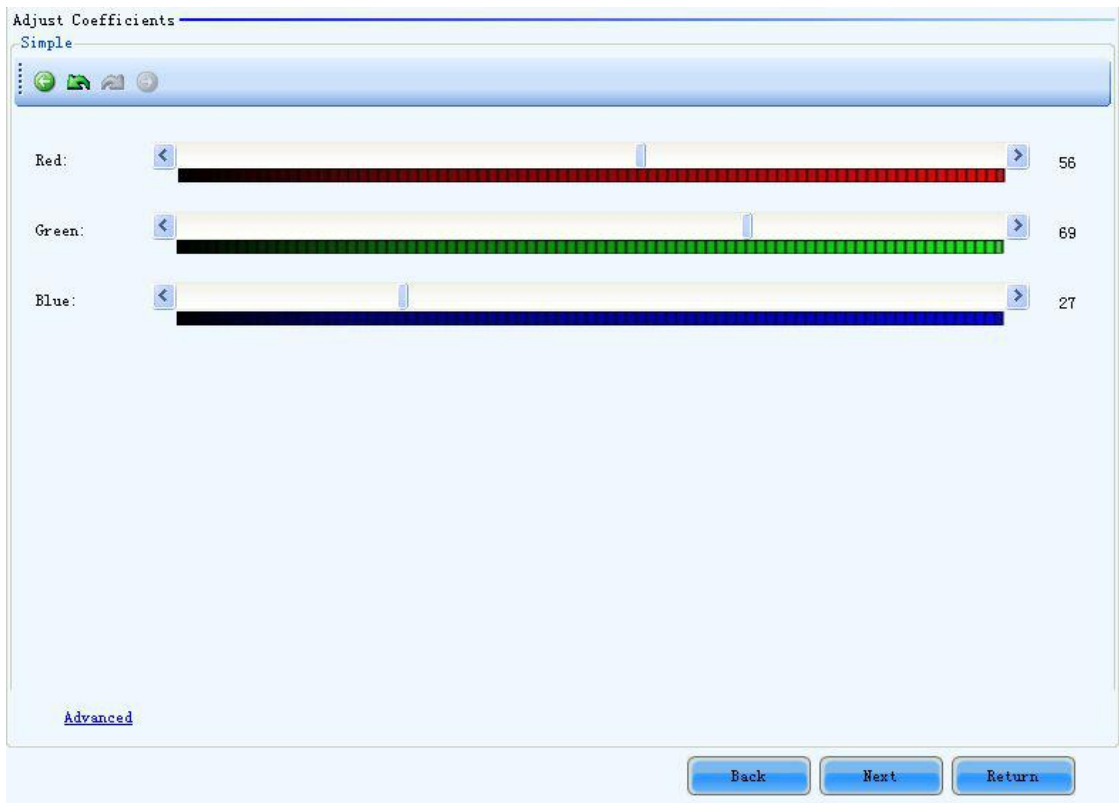 Adjust Coefficients
Simple
Red: 56
Green: 69
Blue: 27
Advanced
Back Next Return